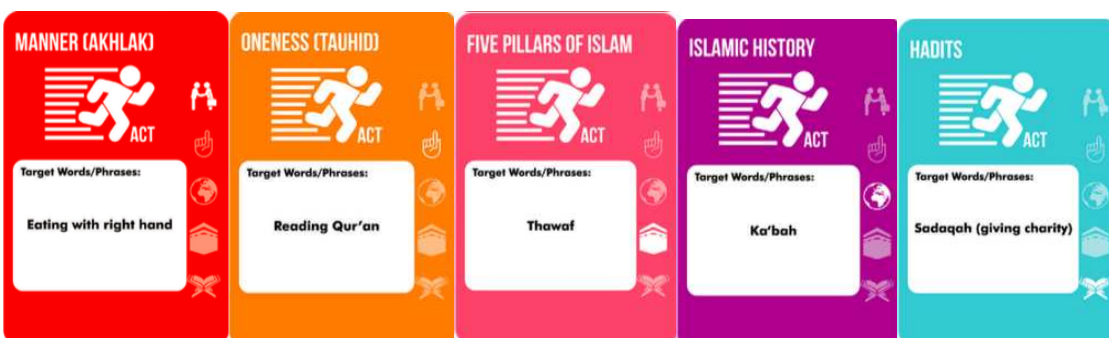 MANNER (AKHLAK)
ACT
Target Words/Phrases:
Eating with right hand
ONENESS (TAUHID)
ACT
Target Words/Phrases:
Reading Qur'an
FIVE PILLARS OF ISLAM
ACT
Target Words/Phrases:
Thawaf
ISLAMIC HISTORY
ACT
Target Words/Phrases:
Ka'bah
HADITS
ACT
Target Words/Phrases:
Sadaqah (giving charity)